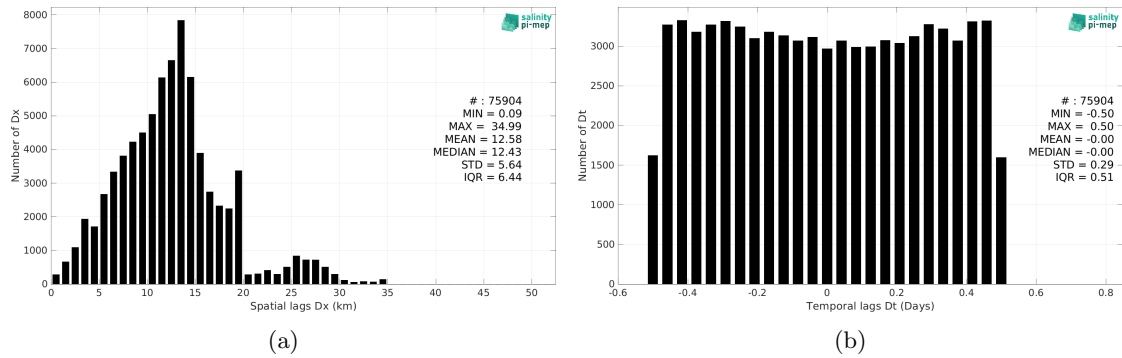 8000
7000
6000
5000
4000
3000
2000
1000
0
Number of Dx
salinity
pi-mep
# : 75904
MIN = 0.09
MAX = 34.99
MEAN = 12.58
MEDIAN = 12.43
STD = 5.64
IQR = 6.44
0 5 10 15 20 25 30 35 40 45 50
Spatial lags Dx (km)
(a)
3000
2500
2000
1500
1000
500
0
Number of Dt
salinity
pi-mep
# : 75904
MIN = -0.50
MAX = 0.50
MEAN = -0.00
MEDIAN = -0.00
STD = 0.29
IQR = 0.51
-0.6 -0.4 -0.2 0 0.2 0.4 0.6 0.8
Temporal lags Dt (Days)
(b)